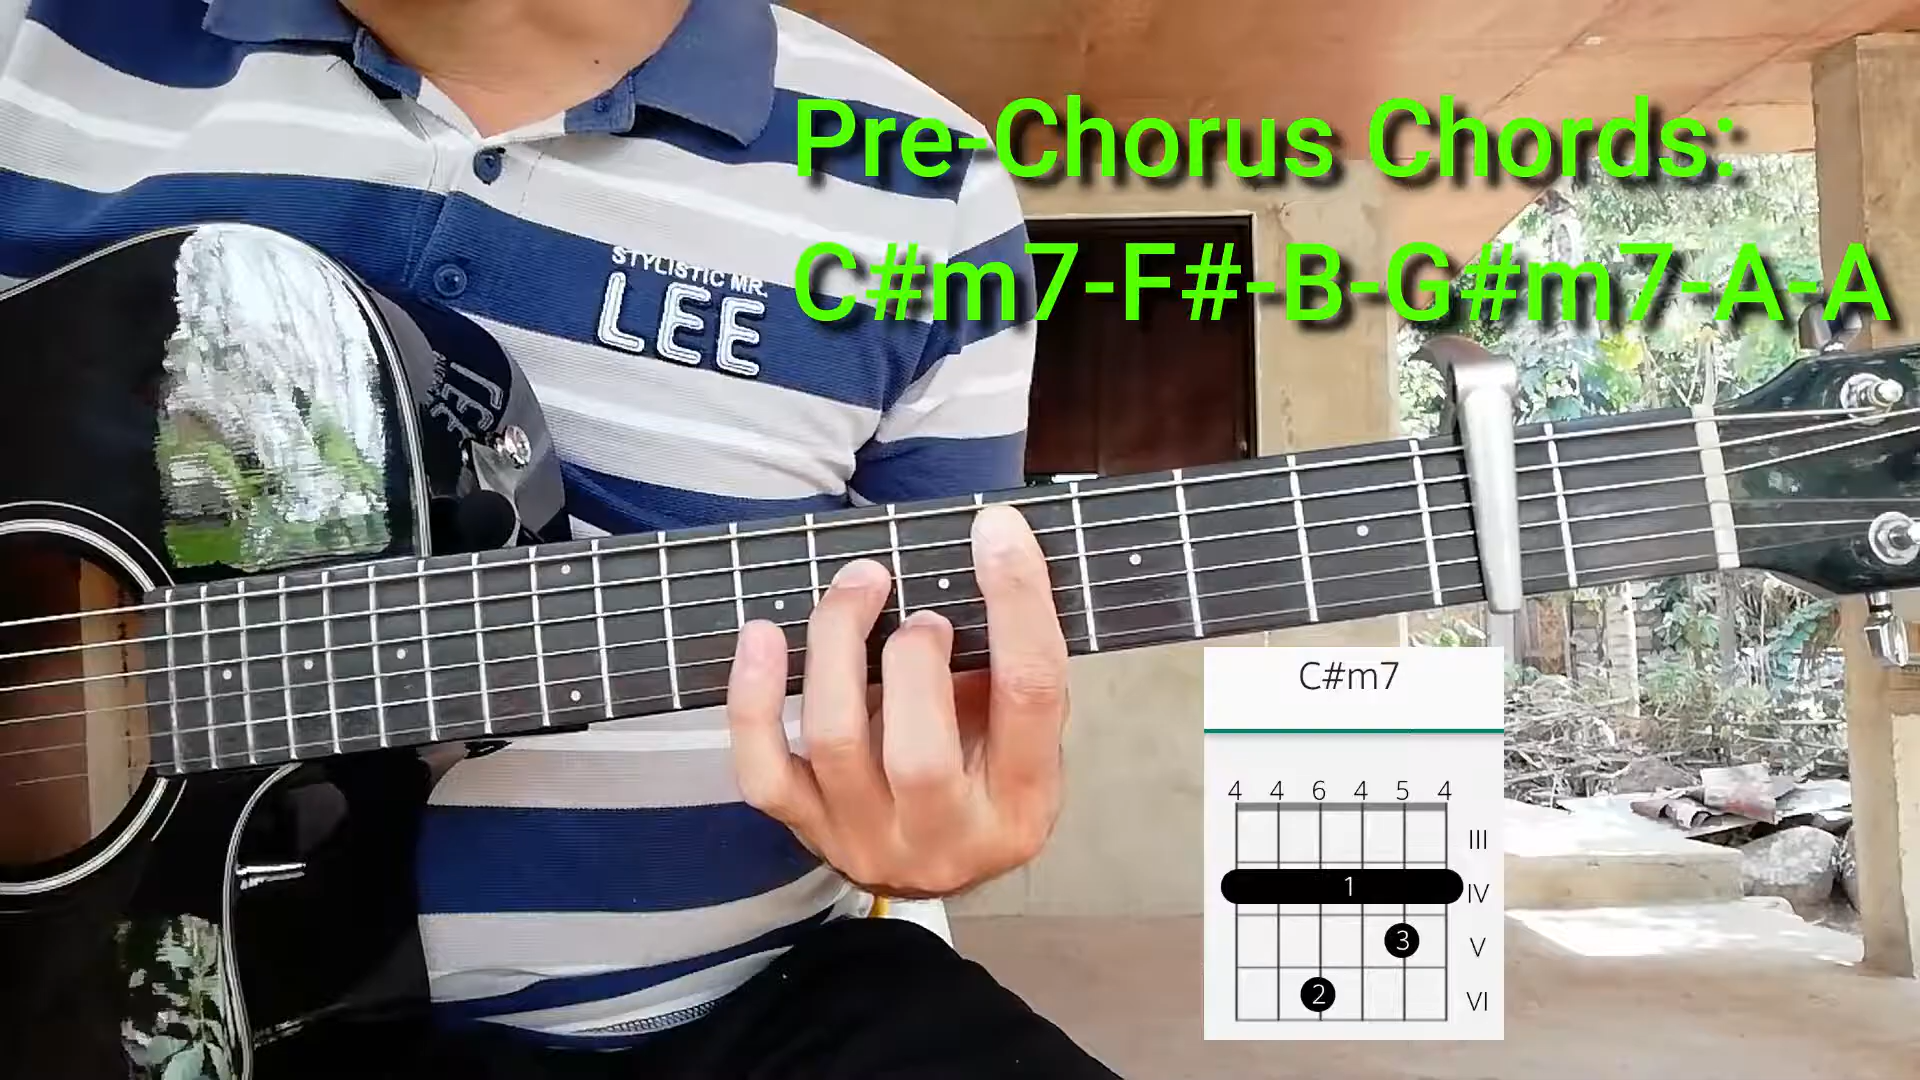 Pre-Chorus Chords:
C#m7-F#-B-G#m7-A-A
STYLISTIC MR.
LEE
C#m7
4 4 6 4 5 4
III
1 IV
3 V
2 VI